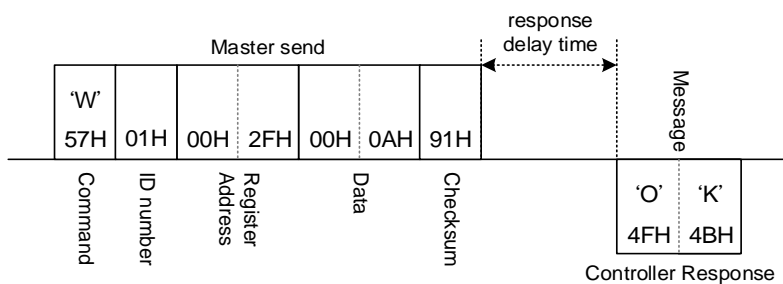 response
delay time
Master send
Message
'W'
57H 01H 00H 2FH 00H 0AH 91H
Command
ID number
Register
Address
Data
Checksum
'O' 'K'
4FH 4BH
Controller Response